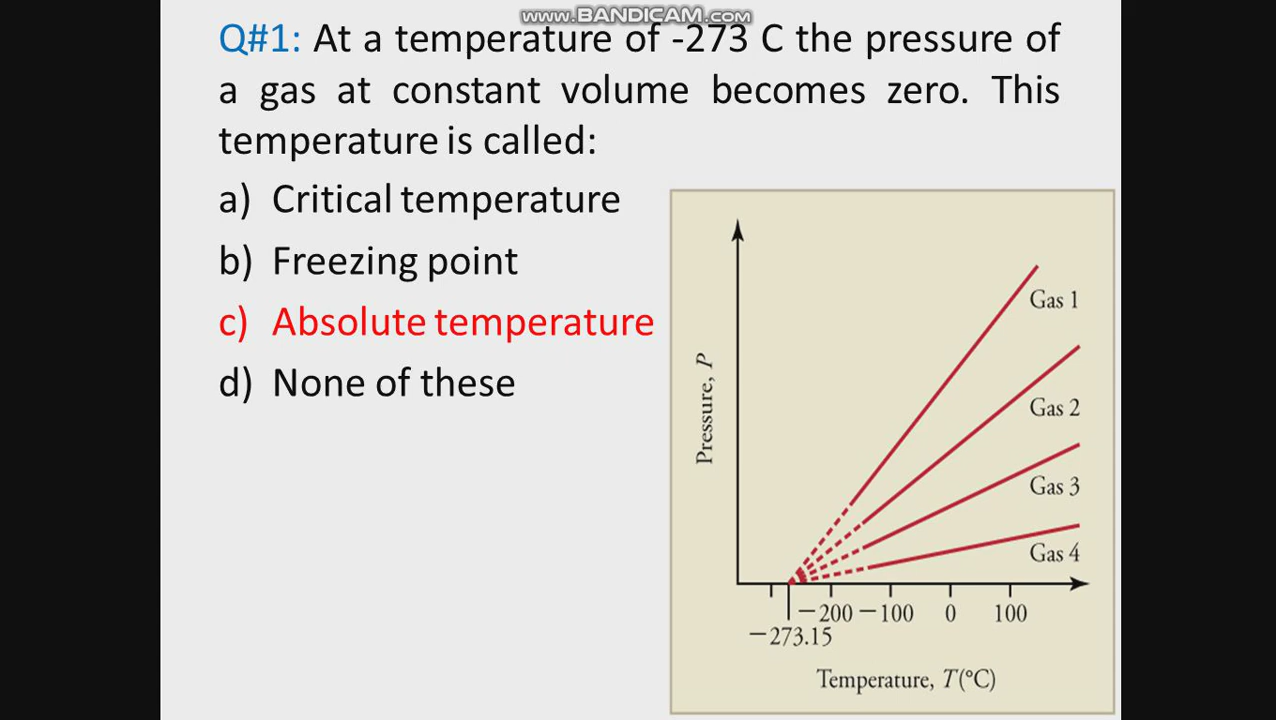 www.BANDICAM.com
Q#1: At a temperature of -273 C the pressure of
a gas at constant volume becomes zero. This
temperature is called:
a) Critical temperature
b) Freezing point
c) Absolute temperature
d) None of these
Gas 1
Gas 2
Gas 3
Gas 4
Pressure, P
−200 −100 0 100
−273.15
Temperature, T(°C)